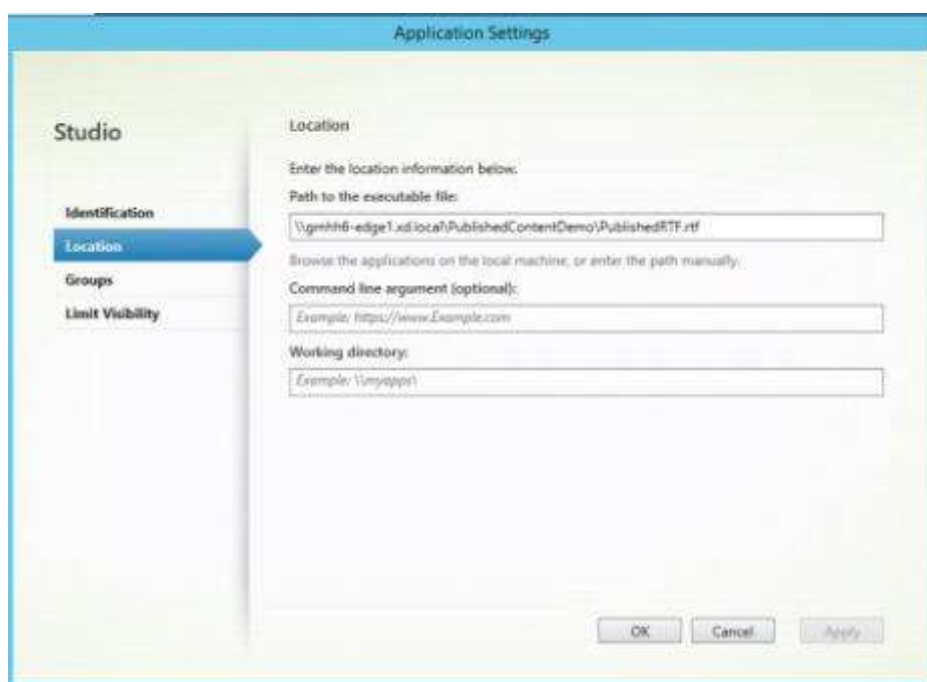 Application Settings
Studio
Identification
Location
Groups
Limit Visibility
Location
Enter the location information below.
Path to the executable file:
\\gmhh6-edge1.xd.local\PublishedContentDemo\PublishedRTF.rtf
Browse the applications on the local machine, or enter the path manually.
Command line argument (optional):
Example: https://www.Example.com
Working directory:
Example: \\myapps\
OK
Cancel
Apply